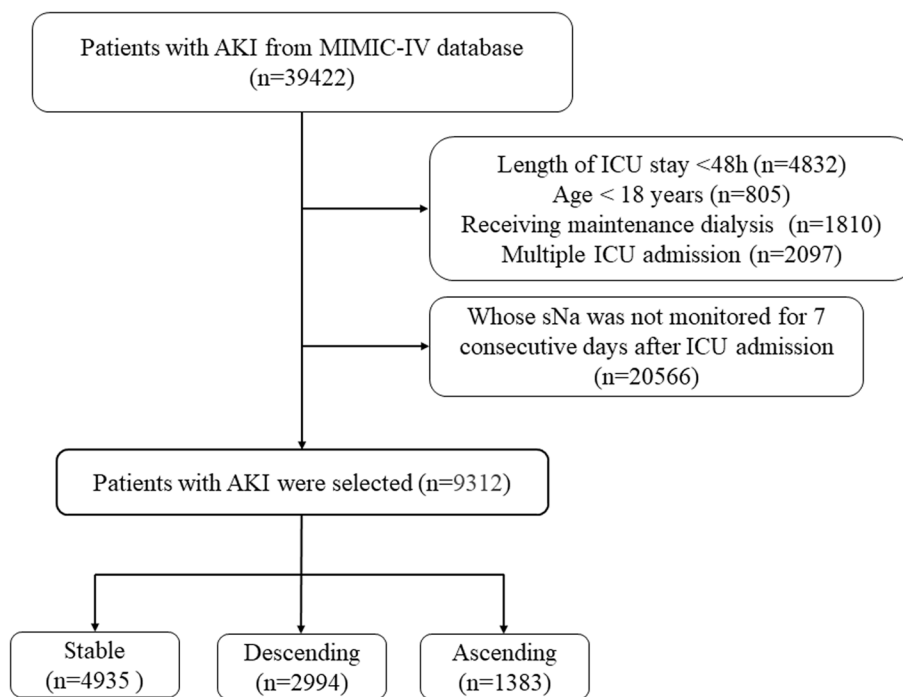 Patients with AKI from MIMIC-IV database
(n=39422)
Length of ICU stay <48h (n=4832)
Age < 18 years (n=805)
Receiving maintenance dialysis (n=1810)
Multiple ICU admission (n=2097)
Whose sNa was not monitored for 7
consecutive days after ICU admission
(n=20566)
Patients with AKI were selected (n=9312)
Stable
(n=4935 )
Descending
(n=2994)
Ascending
(n=1383)